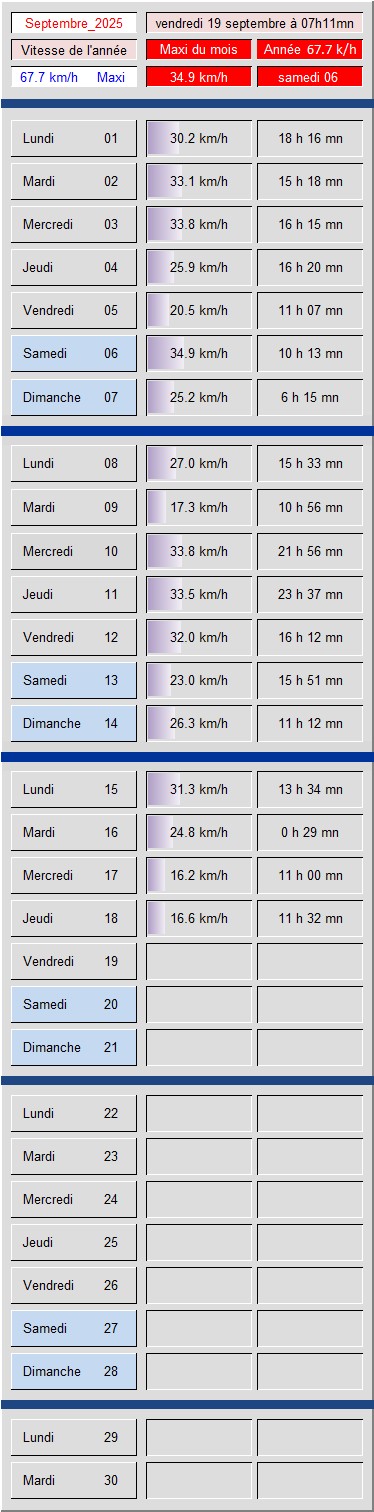 Septembre_2025 vendredi 19 septembre à 07h11mn
Vitesse de l'année Maxi du mois Année 67.7 k/h
67.7 km/h Maxi 34.9 km/h samedi 06
Lundi 01 30.2 km/h 18 h 16 mn
Mardi 02 33.1 km/h 15 h 18 mn
Mercredi 03 33.8 km/h 16 h 15 mn
Jeudi 04 25.9 km/h 16 h 20 mn
Vendredi 05 20.5 km/h 11 h 07 mn
Samedi 06 34.9 km/h 10 h 13 mn
Dimanche 07 25.2 km/h 6 h 15 mn
Lundi 08 27.0 km/h 15 h 33 mn
Mardi 09 17.3 km/h 10 h 56 mn
Mercredi 10 33.8 km/h 21 h 56 mn
Jeudi 11 33.5 km/h 23 h 37 mn
Vendredi 12 32.0 km/h 16 h 12 mn
Samedi 13 23.0 km/h 15 h 51 mn
Dimanche 14 26.3 km/h 11 h 12 mn
Lundi 15 31.3 km/h 13 h 34 mn
Mardi 16 24.8 km/h 0 h 29 mn
Mercredi 17 16.2 km/h 11 h 00 mn
Jeudi 18 16.6 km/h 11 h 32 mn
Vendredi 19
Samedi 20
Dimanche 21
Lundi 22
Mardi 23
Mercredi 24
Jeudi 25
Vendredi 26
Samedi 27
Dimanche 28
Lundi 29
Mardi 30